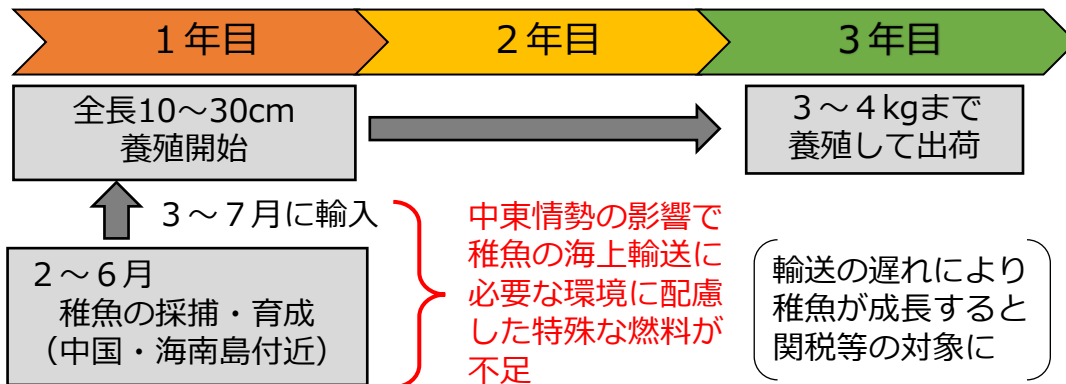 １年目
２年目
３年目
全長10～30cm
養殖開始
３～４kgまで
養殖して出荷
３～７月に輸入
２～６月
稚魚の採捕・育成
（中国・海南島付近）
中東情勢の影響で
稚魚の海上輸送に
必要な環境に配慮
した特殊な燃料が
不足
輸送の遅れにより
稚魚が成長すると
関税等の対象に